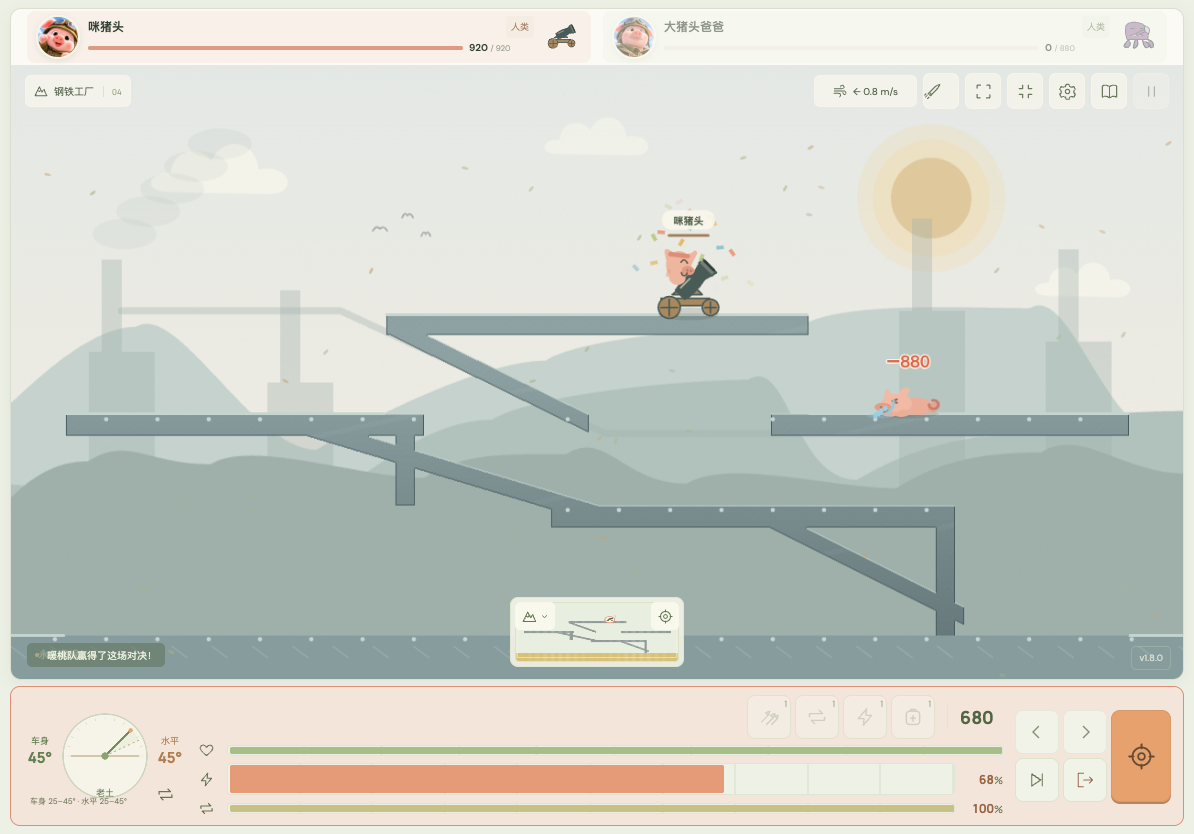 咪猪头
人类
920 / 920
大猪头爸爸
人类
0 / 880
钢铁工厂 04
← 0.8 m/s
咪猪头
−880
暖桃队赢得了这场对决!
v1.8.0
1
1
1
1
680
车身
45°
水平
45°
老土
车身 25–45° · 水平 25–45°
68%
100%